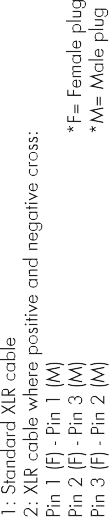 1: Standard XLR cable
2: XLR cable where positive and negative cross:
Pin 1 (F) - Pin 1 (M)
Pin 2 (F) - Pin 3 (M)
Pin 3 (F) - Pin 2 (M)
*F= Female plug
*M= Male plug